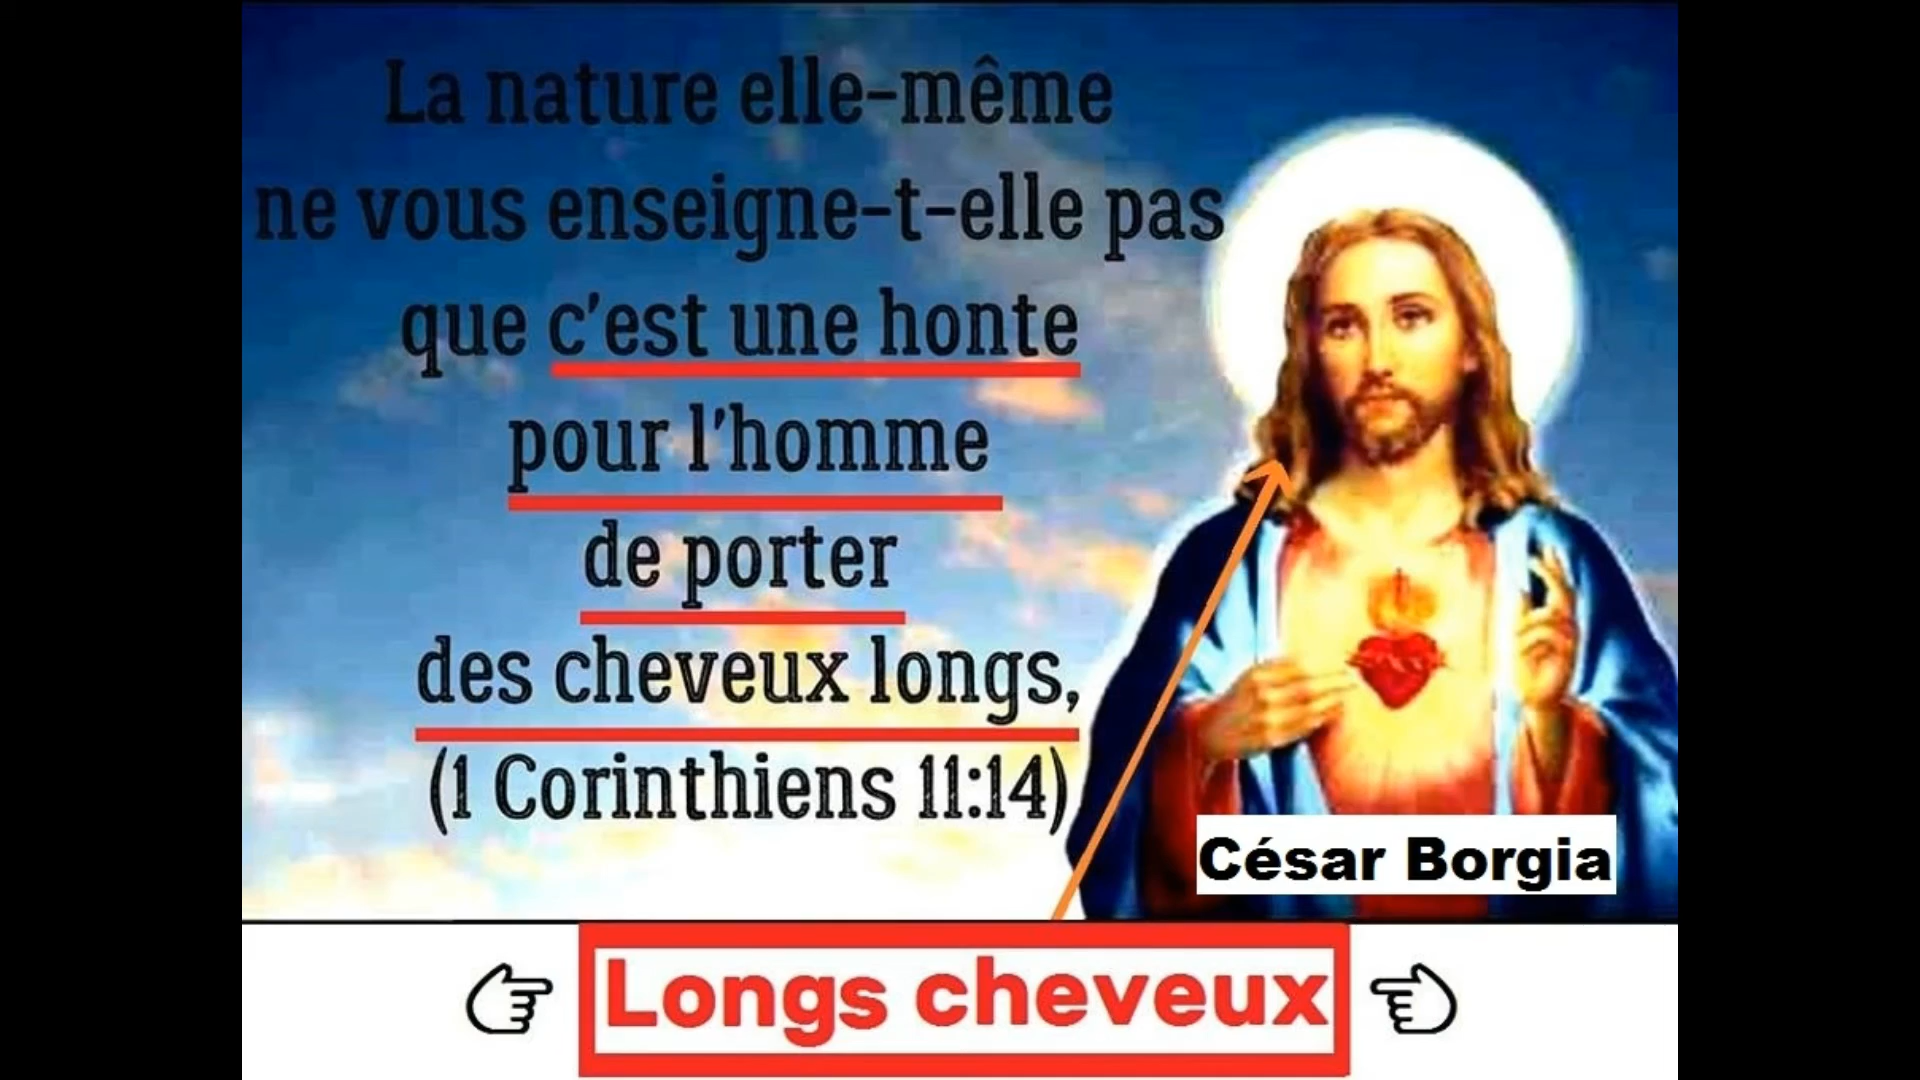 La nature elle-même
ne vous enseigne-t-elle pas
que c'est une honte
pour l'homme
de porter
des cheveux longs,
(1 Corinthiens 11:14)
César Borgia
Longs cheveux